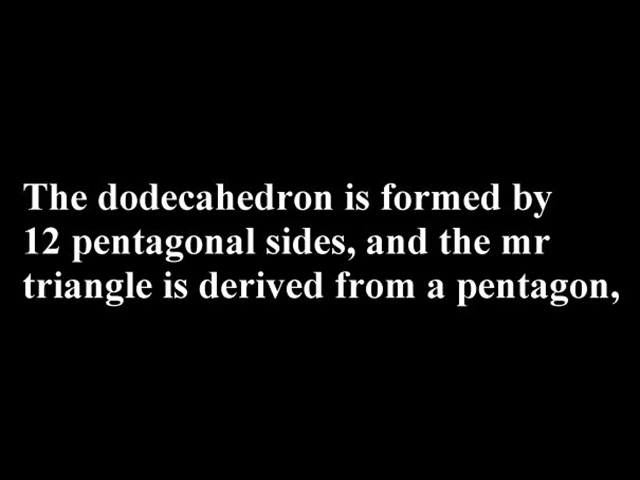 The dodecahedron is formed by
12 pentagonal sides, and the mr
triangle is derived from a pentagon,